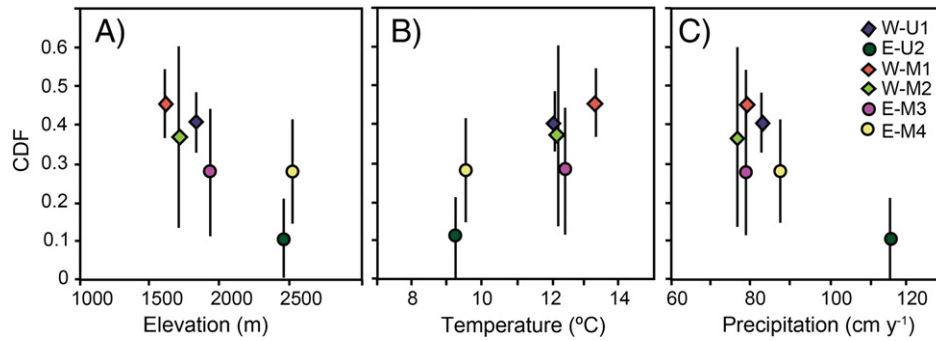 A)
B)
C)
W-U1
E-U2
W-M1
W-M2
E-M3
E-M4
CDF
0.6
0.5
0.4
0.3
0.2
0.1
0
1000 1500 2000 2500
8 10 12 14
60 80 100 120
Elevation (m)
Temperature (ºC)
Precipitation (cm y⁻¹)